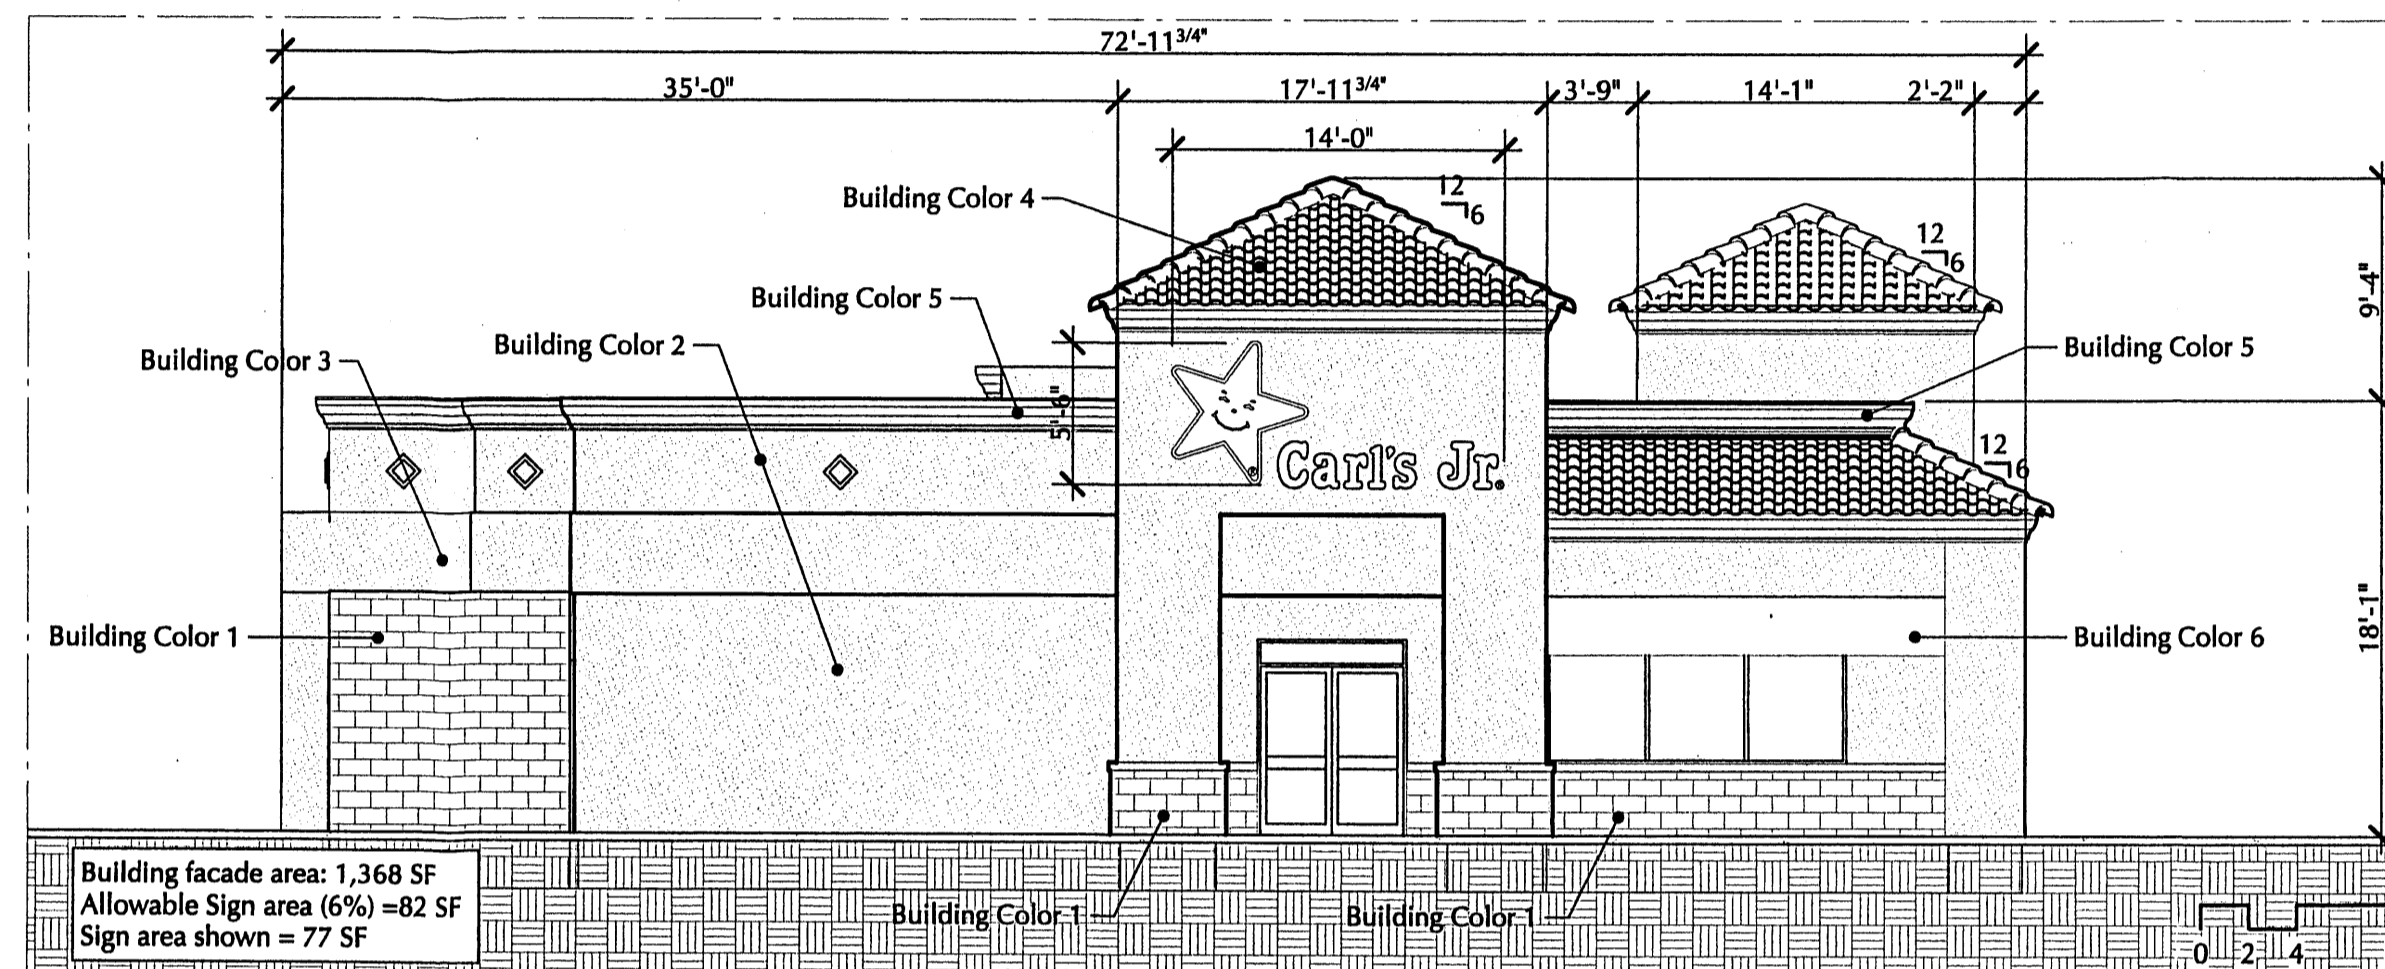 72'-11 3/4"
35'-0"
17'-11 3/4"
3'-9"
14'-1"
2'-2"
14'-0"
Building Color 4
12
6
12
6
9'-4"
Building Color 5
Building Color 2
Building Color 3
5'-6"
Building Color 5
®
Carl's Jr.®
12
6
Building Color 1
Building Color 6
18'-1"
Building facade area: 1,368 SF
Allowable Sign area (6%) =82 SF
Sign area shown = 77 SF
Building Color 1
Building Color 1
0 2 4